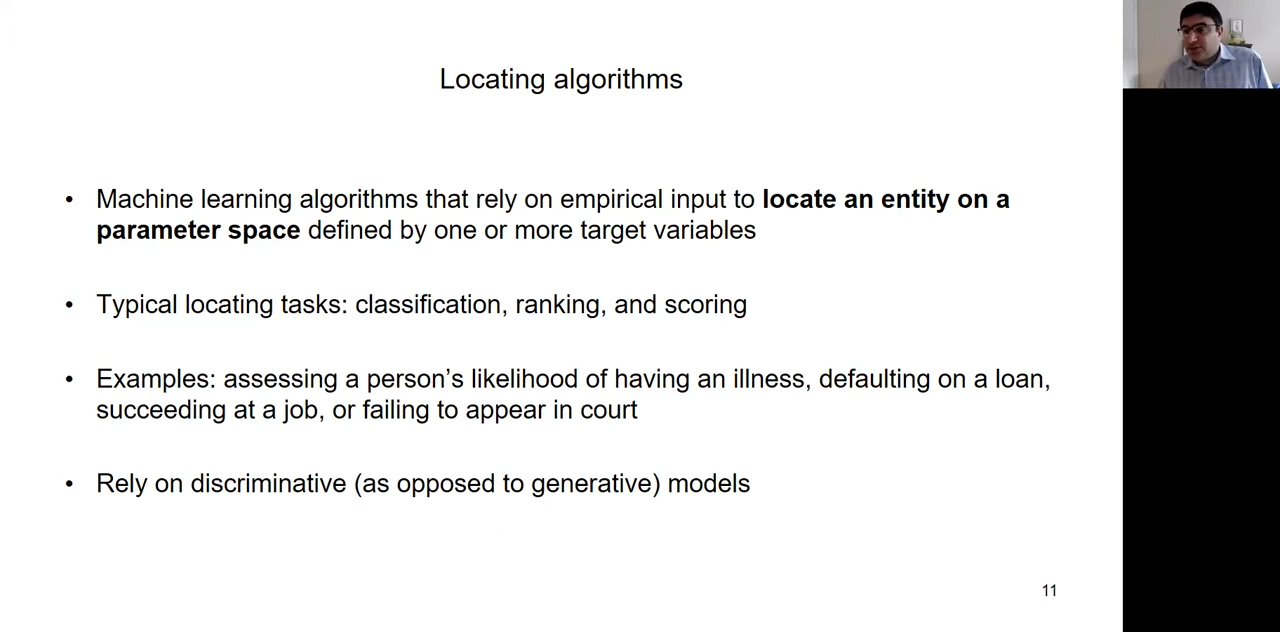 Locating algorithms
• Machine learning algorithms that rely on empirical input to locate an entity on a
parameter space defined by one or more target variables
• Typical locating tasks: classification, ranking, and scoring
• Examples: assessing a person’s likelihood of having an illness, defaulting on a loan,
succeeding at a job, or failing to appear in court
• Rely on discriminative (as opposed to generative) models
11